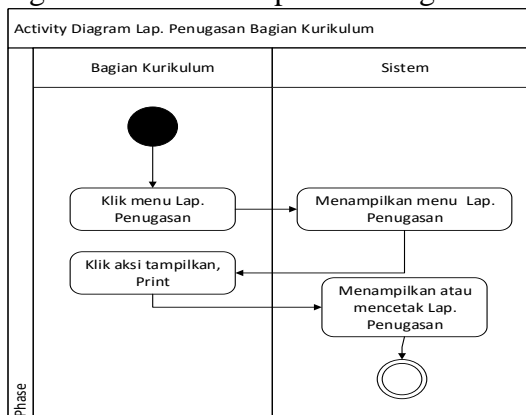 Activity Diagram Lap. Penugasan Bagian Kurikulum
Bagian Kurikulum
Sistem
Klik menu Lap.
Penugasan
Menampilkan menu  Lap.
Penugasan
Klik aksi tampilkan,
Print
Menampilkan atau
mencetak Lap.
Penugasan
Phase